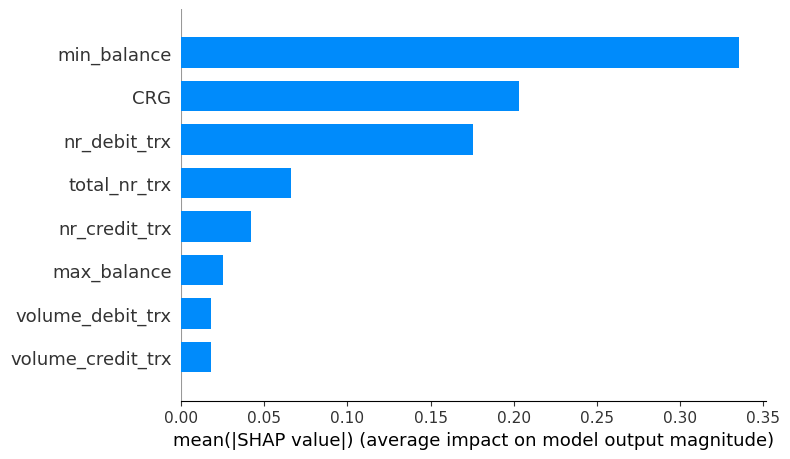 min_balance
CRG
nr_debit_trx
total_nr_trx
nr_credit_trx
max_balance
volume_debit_trx
volume_credit_trx
0.00 0.05 0.10 0.15 0.20 0.25 0.30 0.35
mean(|SHAP value|) (average impact on model output magnitude)